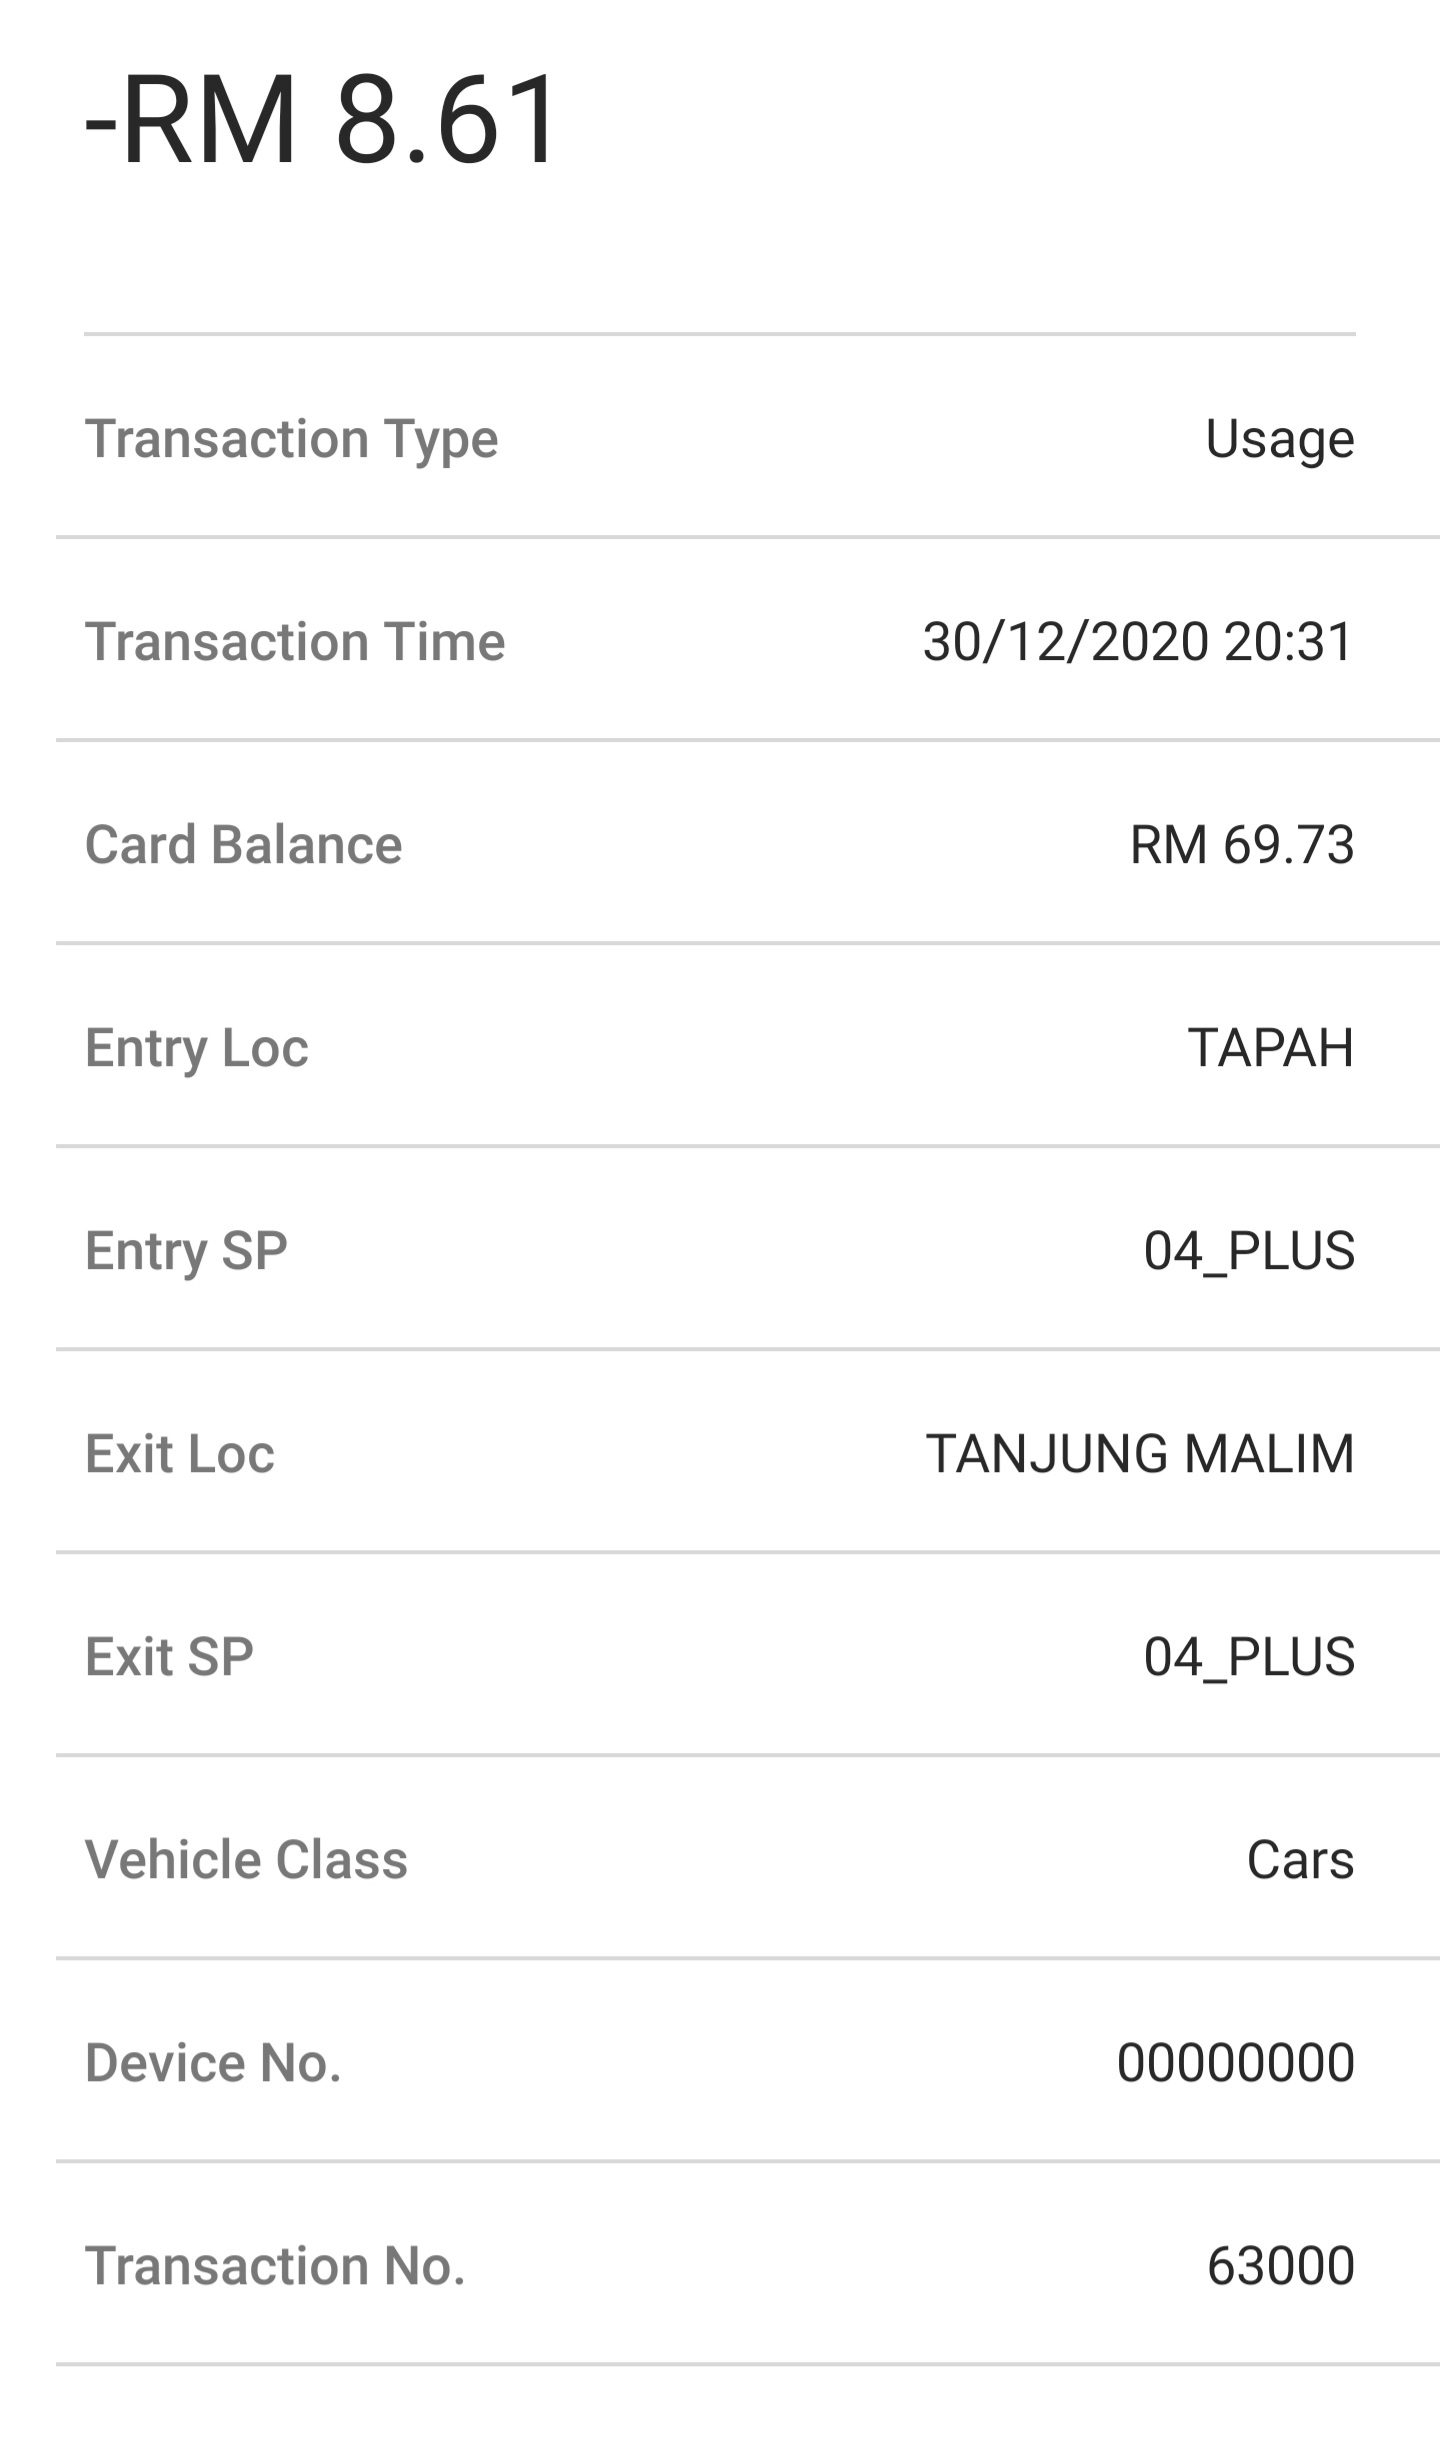 -RM 8.61
Transaction Type Usage
Transaction Time 30/12/2020 20:31
Card Balance RM 69.73
Entry Loc TAPAH
Entry SP 04_PLUS
Exit Loc TANJUNG MALIM
Exit SP 04_PLUS
Vehicle Class Cars
Device No. 00000000
Transaction No. 63000